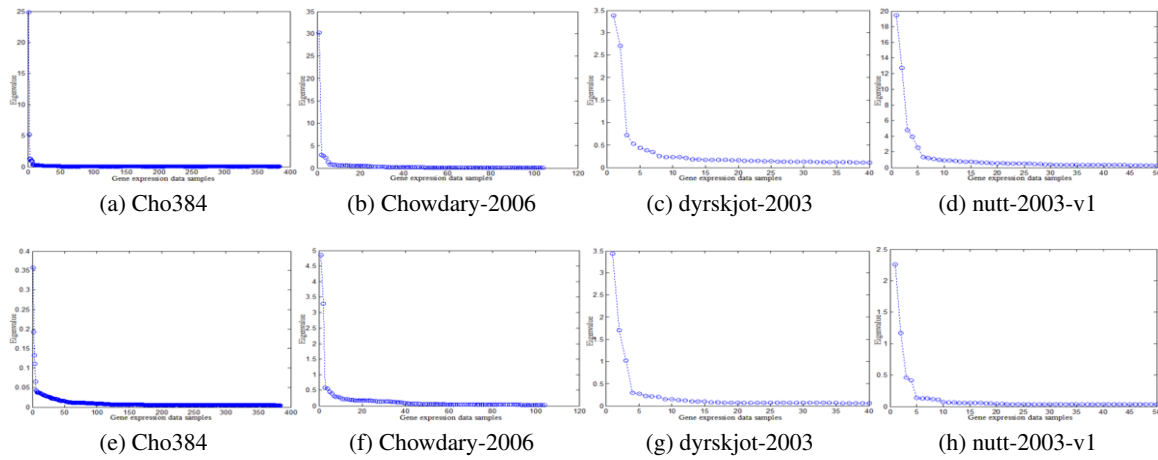 25
20
15
10
5
0
Eigenvalue
0 50 100 150 200 250 300 350 400
Gene expression data samples
(a) Cho384
35
30
25
20
15
10
5
0
Eigenvalue
0 20 40 60 80 100 120
Gene expression data samples
(b) Chowdary-2006
3.5
3
2.5
2
1.5
1
0.5
0
Eigenvalue
0 5 10 15 20 25 30 35 40
Gene expression data samples
(c) dyrskjot-2003
20
18
16
14
12
10
8
6
4
2
0
Eigenvalue
0 5 10 15 20 25 30 35 40 45 50
Gene expression data samples
(d) nutt-2003-v1
0.4
0.35
0.3
0.25
0.2
0.15
0.1
0.05
0
Eigenvalue
0 50 100 150 200 250 300 350 400
Gene expression data samples
(e) Cho384
5
4.5
4
3.5
3
2.5
2
1.5
1
0.5
0
Eigenvalue
0 20 40 60 80 100 120
Gene expression data samples
(f) Chowdary-2006
3.5
3
2.5
2
1.5
1
0.5
0
Eigenvalue
0 5 10 15 20 25 30 35 40
Gene expression data samples
(g) dyrskjot-2003
2.5
2
1.5
1
0.5
0
Eigenvalue
0 5 10 15 20 25 30 35 40 45 50
Gene expression data samples
(h) nutt-2003-v1